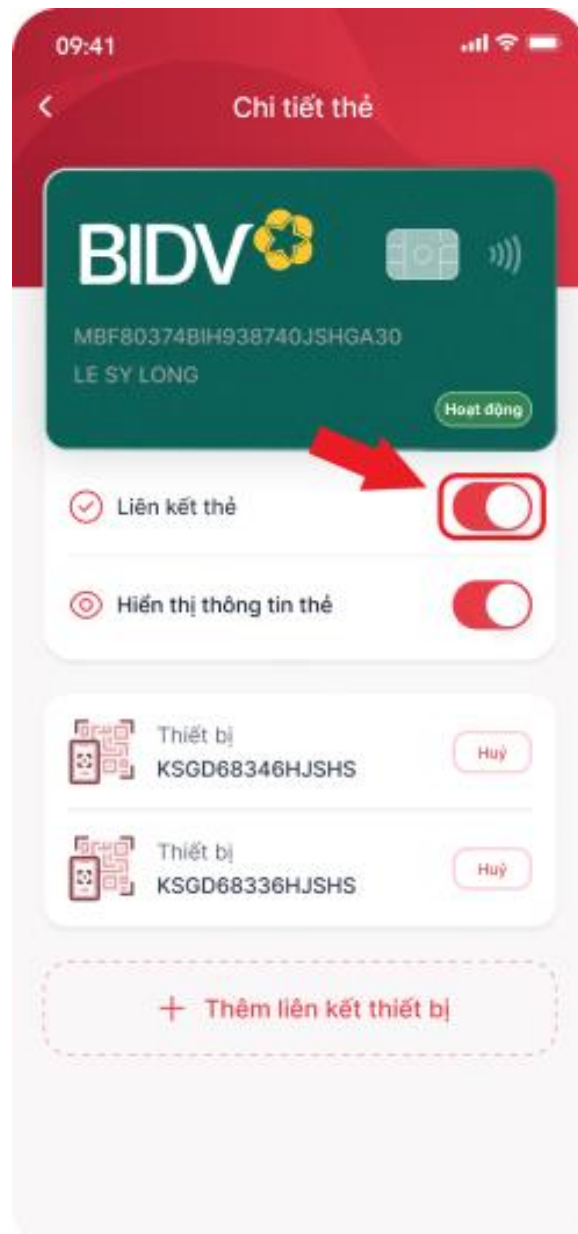 09:41
Chi tiết thẻ
BIDV
MBF80374BIH938740JSHGA30
LE SY LONG
Hoạt động
Liên kết thẻ
Hiển thị thông tin thẻ
Thiết bị
KSGD68346HJSHS
Huỷ
Thiết bị
KSGD68336HJSHS
Huỷ
+ Thêm liên kết thiết bị